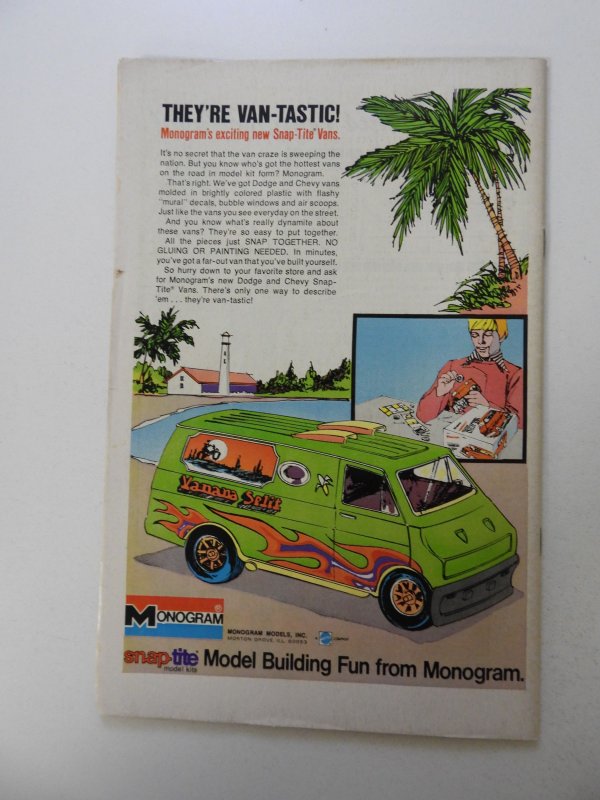 THEY'RE VAN-TASTIC!
Monogram's exciting new Snap-Tite® Vans.
It's no secret that the van craze is sweeping the
nation. But you know who's got the hottest vans
on the road in model kit form? Monogram.
That's right. We've got Dodge and Chevy vans
molded in brightly colored plastic with flashy
"mural" decals, bubble windows and air scoops.
Just like the vans you see everyday on the street.
And you know what's really dynamite about
these vans? They're so easy to put together.
All the pieces just SNAP TOGETHER. NO
GLUING OR PAINTING NEEDED. In minutes,
you've got a far-out van that you've built yourself.
So hurry down to your favorite store and ask
for Monogram's new Dodge and Chevy Snap-
Tite® Vans. There's only one way to describe
'em . . . they're van-tastic!
Vanana Split
MONOGRAM®
MONOGRAM MODELS, INC.
MORTON GROVE, ILL. 60053
snap-tite®
model kits
Model Building Fun from Monogram.